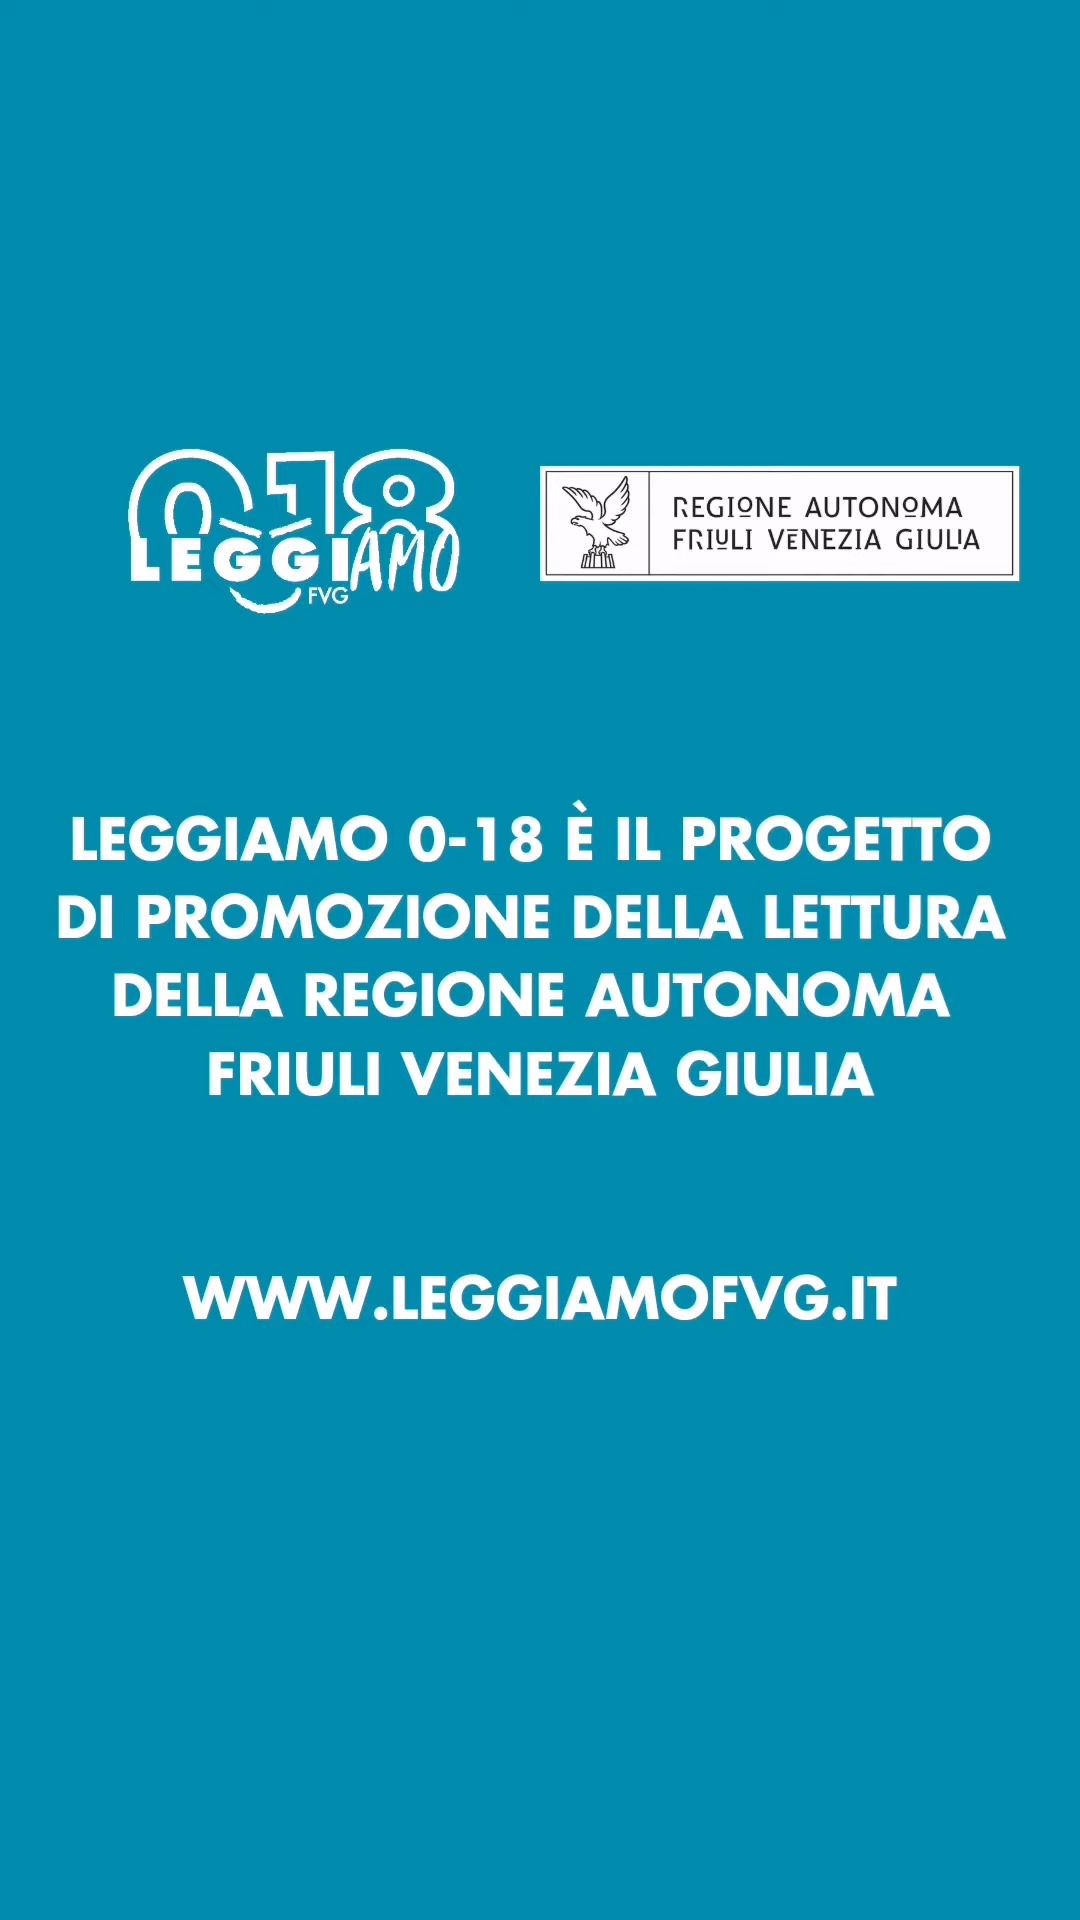 0-18
LEGGIAMO
FVG
REGIONE AUTONOMA
FRIULI VENEZIA GIULIA
LEGGIAMO 0-18 È IL PROGETTO
DI PROMOZIONE DELLA LETTURA
DELLA REGIONE AUTONOMA
FRIULI VENEZIA GIULIA
WWW.LEGGIAMOFVG.IT